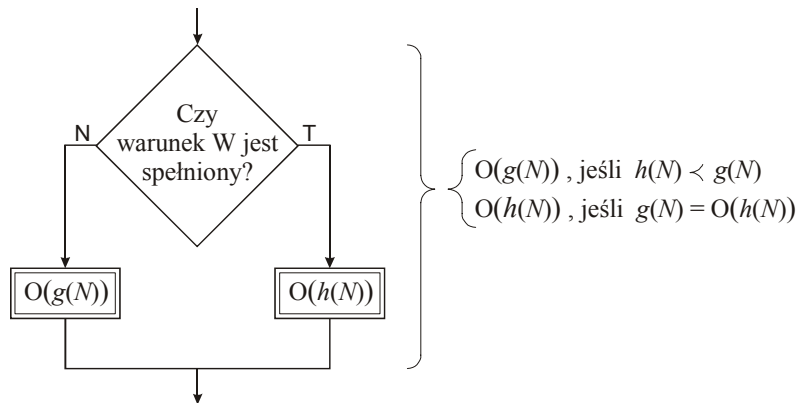 Czy
warunek W jest
spełniony?
N
T
O(g(N))
O(h(N))
O(g(N)) , jeśli h(N) ≺ g(N)
O(h(N)) , jeśli g(N) = O(h(N))